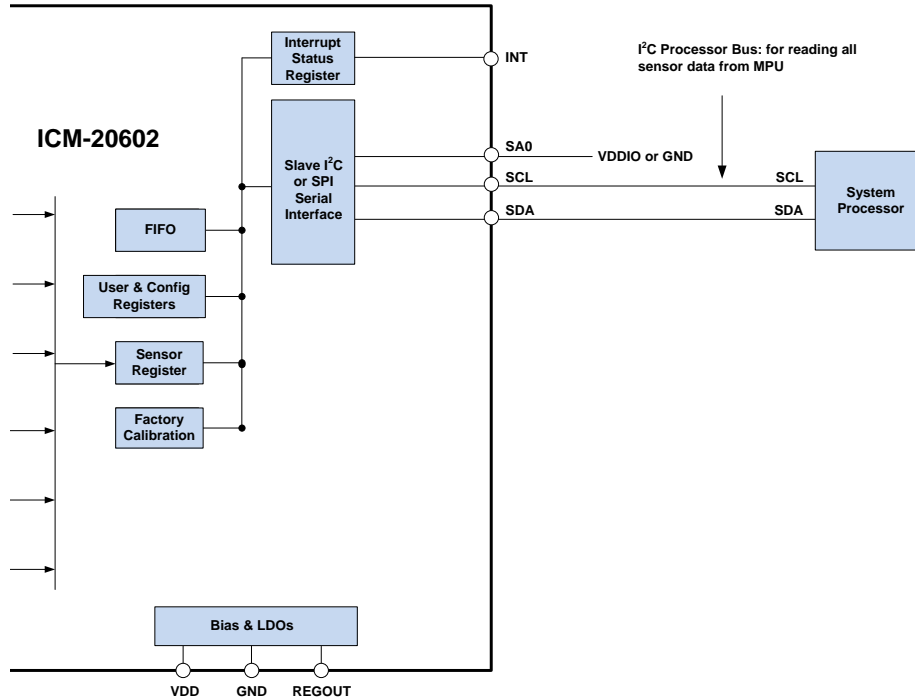 Interrupt
Status
Register
INT
I²C Processor Bus: for reading all
sensor data from MPU
ICM-20602
Slave I²C
or SPI
Serial
Interface
SA0
VDDIO or GND
SCL
SCL
SDA
SDA
System
Processor
FIFO
User & Config
Registers
Sensor
Register
Factory
Calibration
Bias & LDOs
VDD
GND
REGOUT